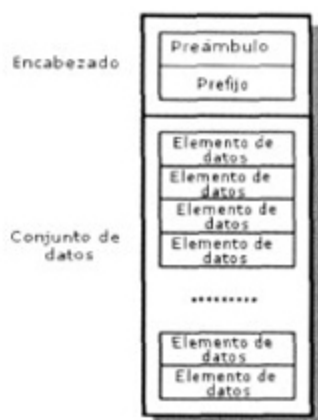 Encabezado
Preámbulo
Prefijo
Conjunto de
datos
Elemento de
datos
Elemento de
datos
Elemento de
datos
Elemento de
datos
.........
Elemento de
datos
Elemento de
datos